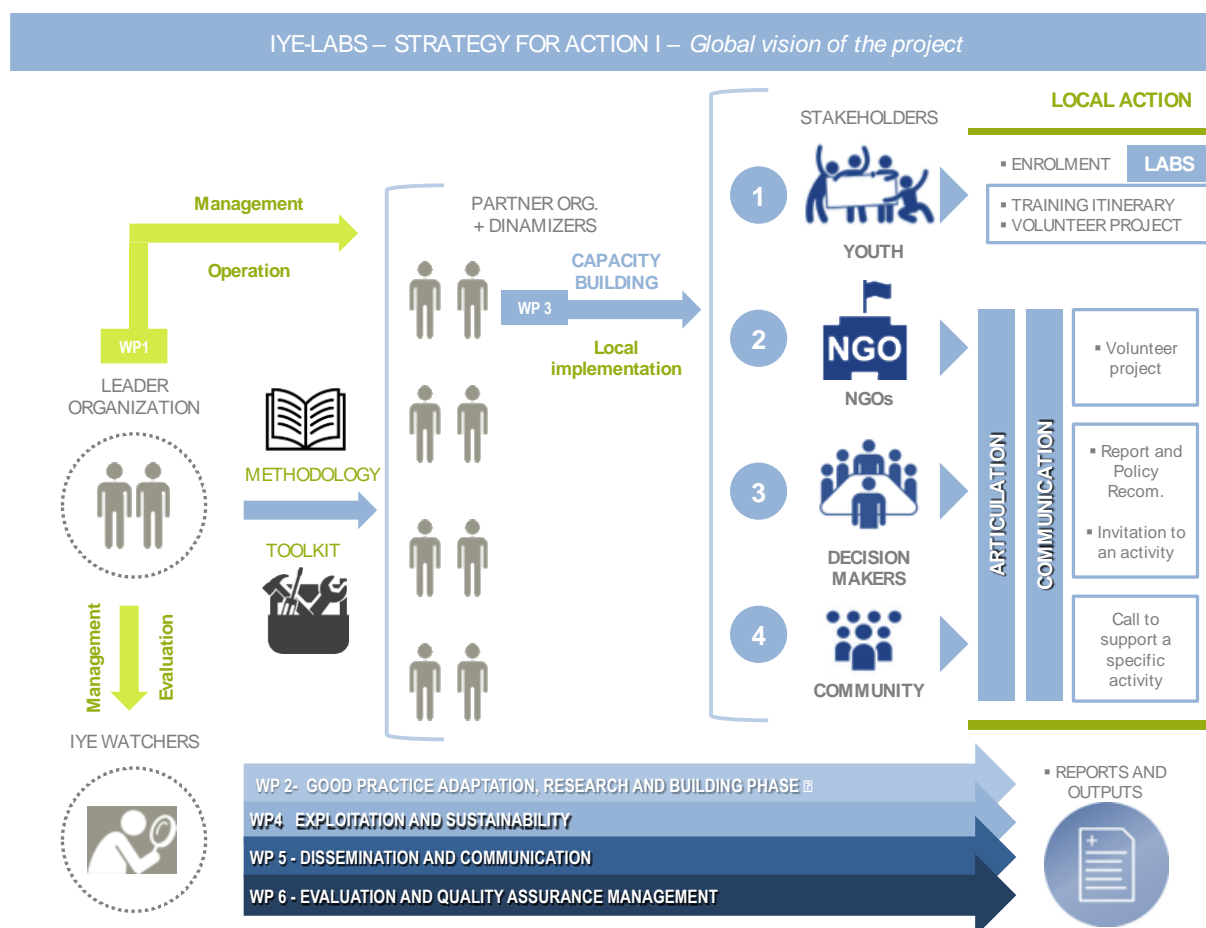 IYE-LABS – STRATEGY FOR ACTION I – Global vision of the project
LOCAL ACTION
STAKEHOLDERS
▪ ENROLMENT
LABS
▪ TRAINING ITINERARY
▪ VOLUNTEER PROJECT
1
YOUTH
Management
Operation
WP1
LEADER
ORGANIZATION
PARTNER ORG.
+ DINAMIZERS
CAPACITY
BUILDING
WP 3
Local
implementation
2
NGO
NGOs
3
DECISION
MAKERS
4
COMMUNITY
ARTICULATION
COMMUNICATION
▪ Volunteer
project
▪ Report and
Policy
Recom.
▪ Invitation to
an activity
Call to
support a
specific
activity
METHODOLOGY
TOOLKIT
Management
Evaluation
IYE WATCHERS
WP 2- GOOD PRACTICE ADAPTATION, RESEARCH AND BUILDING PHASE
WP4 EXPLOITATION AND SUSTAINABILITY
WP 5 - DISSEMINATION AND COMMUNICATION
WP 6 - EVALUATION AND QUALITY ASSURANCE MANAGEMENT
▪ REPORTS AND
OUTPUTS